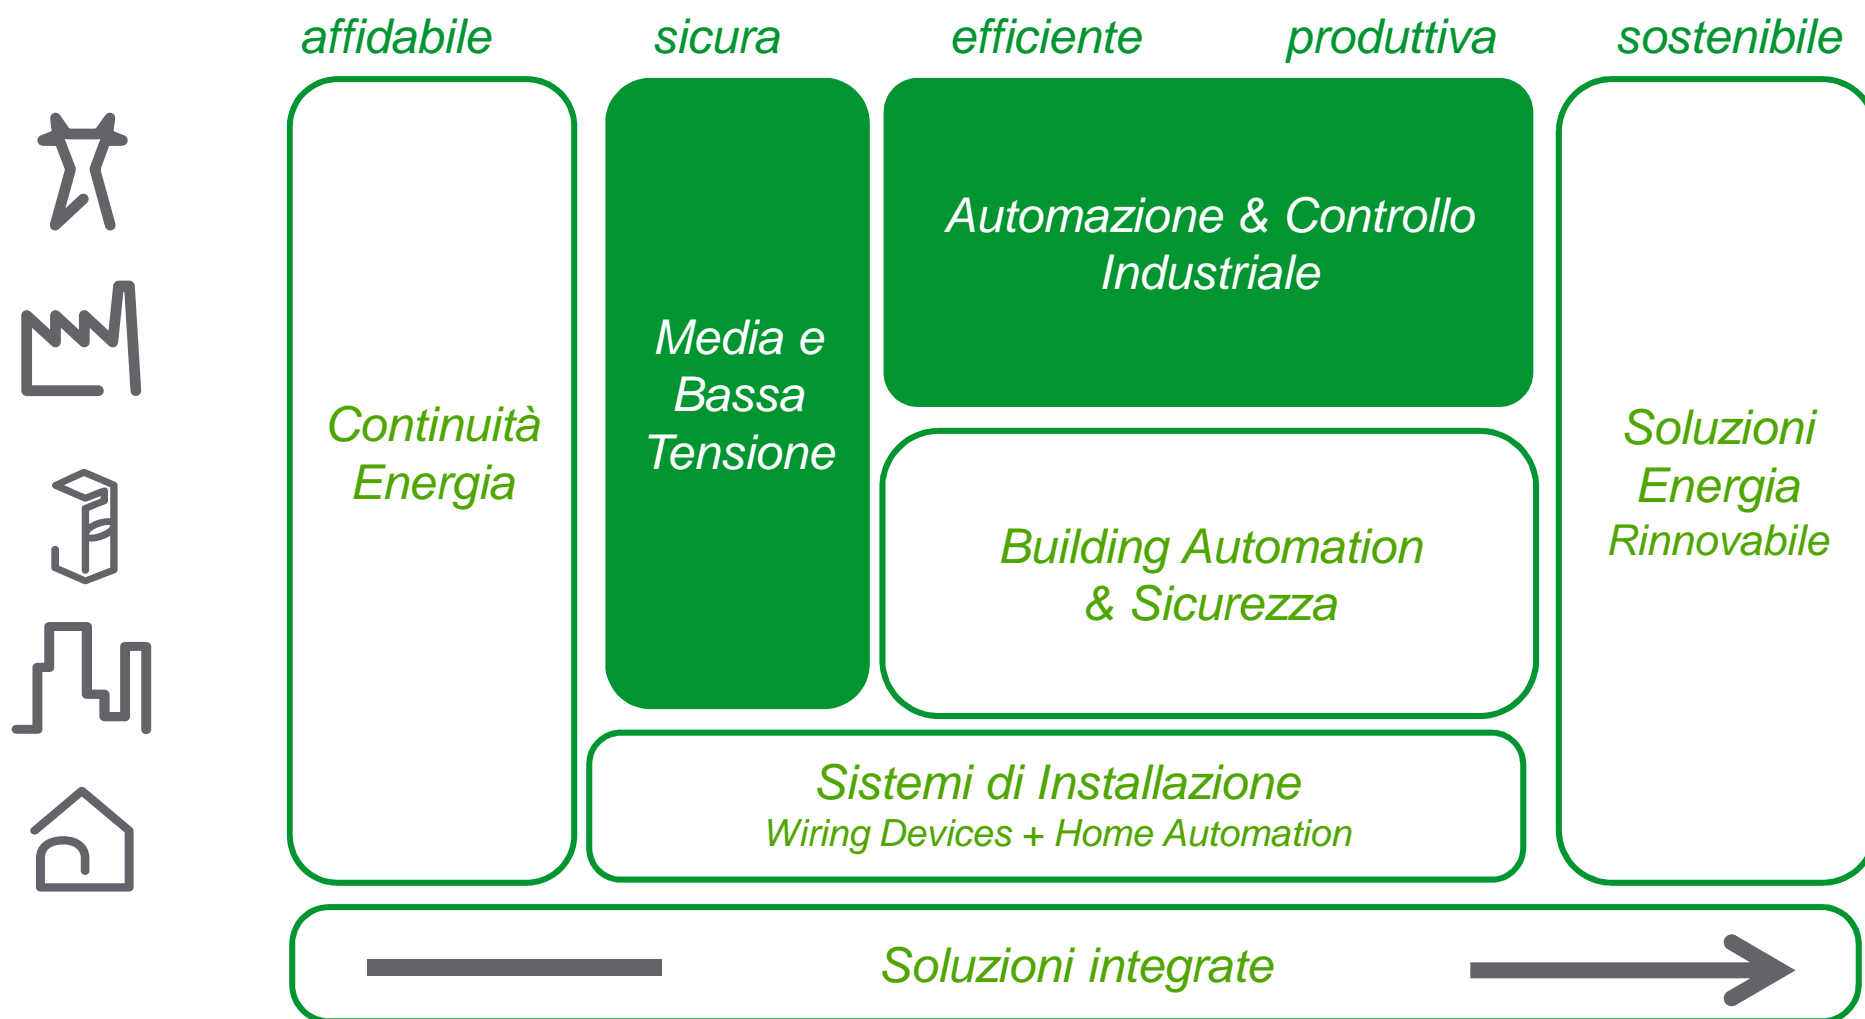 affidabile sicura efficiente produttiva sostenibile
Continuità
Energia
Media e
Bassa
Tensione
Automazione & Controllo
Industriale
Building Automation
& Sicurezza
Soluzioni
Energia
Rinnovabile
Sistemi di Installazione
Wiring Devices + Home Automation
Soluzioni integrate